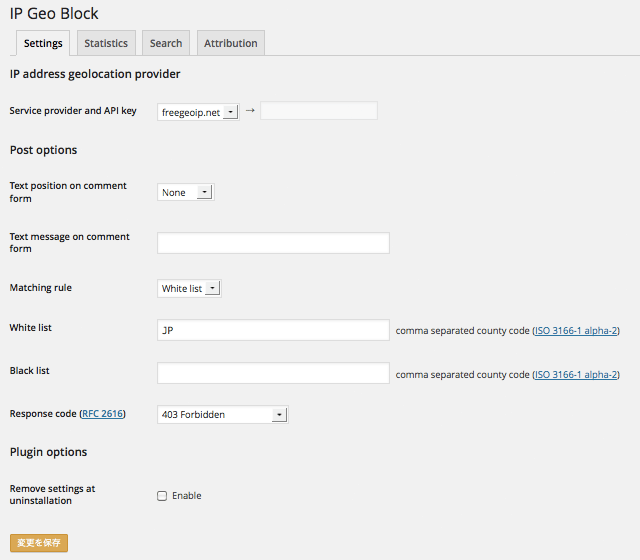 IP Geo Block
Settings Statistics Search Attribution
IP address geolocation provider
Service provider and API key freegeoip.net →
Post options
Text position on comment form None
Text message on comment form
Matching rule White list
White list JP comma separated county code (ISO 3166-1 alpha-2)
Black list comma separated county code (ISO 3166-1 alpha-2)
Response code (RFC 2616) 403 Forbidden
Plugin options
Remove settings at uninstallation Enable
変更を保存